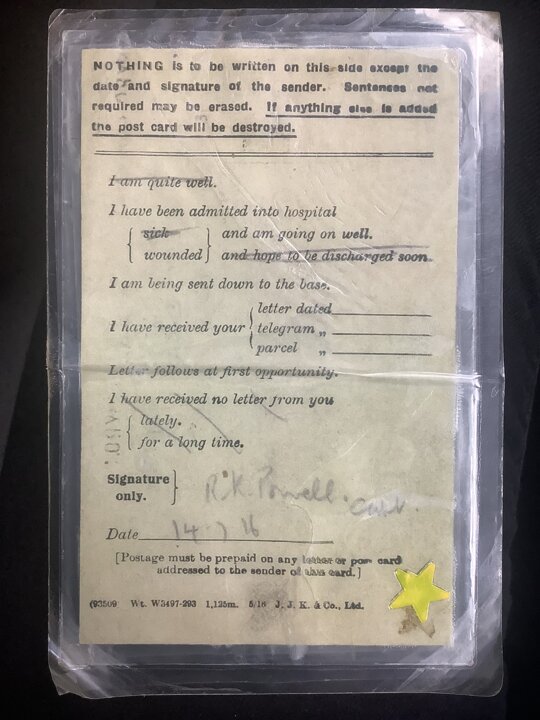 NOTHING is to be written on this side except the
date and signature of the sender. Sentences not
required may be erased. If anything else is added
the post card will be destroyed.
I am quite well.
I have been admitted into hospital
sick and am going on well.
wounded and hope to be discharged soon.
I am being sent down to the base.
letter dated
I have received your telegram „
parcel „
Letter follows at first opportunity.
I have received no letter from you
lately.
for a long time.
Signature
only. R.K. Powell. Capt.
Date 14-7 16
[Postage must be prepaid on any letter or post card
addressed to the sender of this card.]
(93509 Wt. W3497-293 1,125m. 5/16 J. J. K. & Co., Ltd.